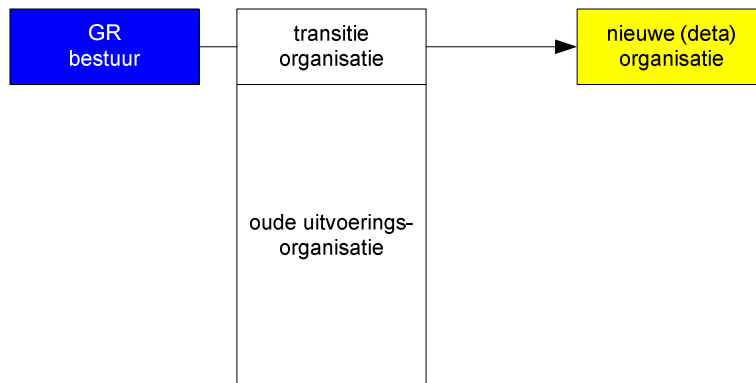 GR
bestuur
transitie
organisatie
nieuwe (deta)
organisatie
oude uitvoerings-
organisatie